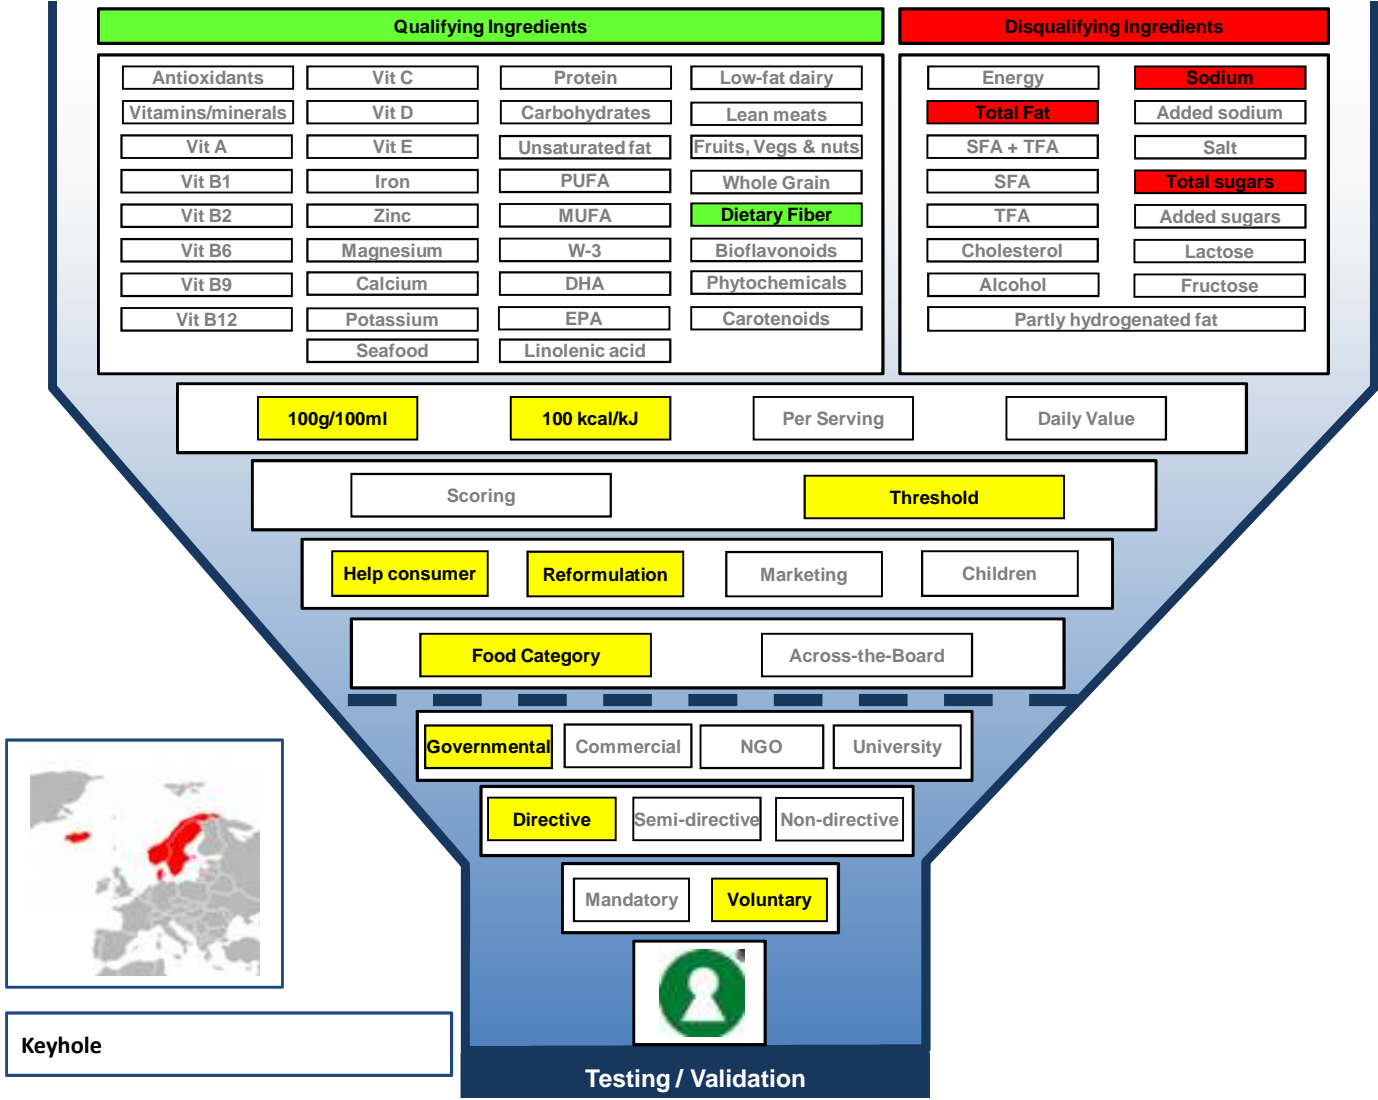 Qualifying Ingredients
Disqualifying Ingredients
Antioxidants Vit C Protein Low-fat dairy Energy Sodium
Vitamins/minerals Vit D Carbohydrates Lean meats Total Fat Added sodium
Vit A Vit E Unsaturated fat Fruits, Vegs & nuts SFA + TFA Salt
Vit B1 Iron PUFA Whole Grain SFA Total sugars
Vit B2 Zinc MUFA Dietary Fiber TFA Added sugars
Vit B6 Magnesium W-3 Bioflavonoids Cholesterol Lactose
Vit B9 Calcium DHA Phytochemicals Alcohol Fructose
Vit B12 Potassium EPA Carotenoids Partly hydrogenated fat
Seafood Linolenic acid
100g/100ml 100 kcal/kJ Per Serving Daily Value
Scoring Threshold
Help consumer Reformulation Marketing Children
Food Category Across-the-Board
Governmental Commercial NGO University
Directive Semi-directive Non-directive
Mandatory Voluntary
Keyhole
Testing / Validation